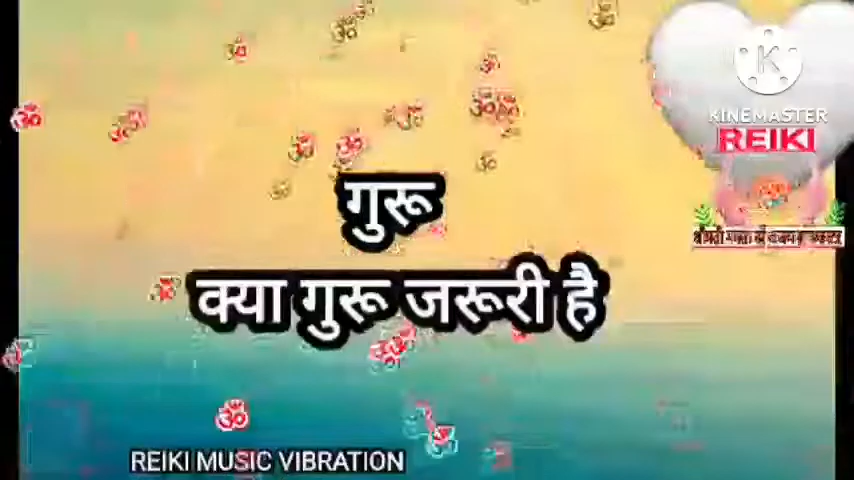 KINEMASTER
REIKI
गुरू
क्या गुरू जरूरी है
REIKI MUSIC VIBRATION